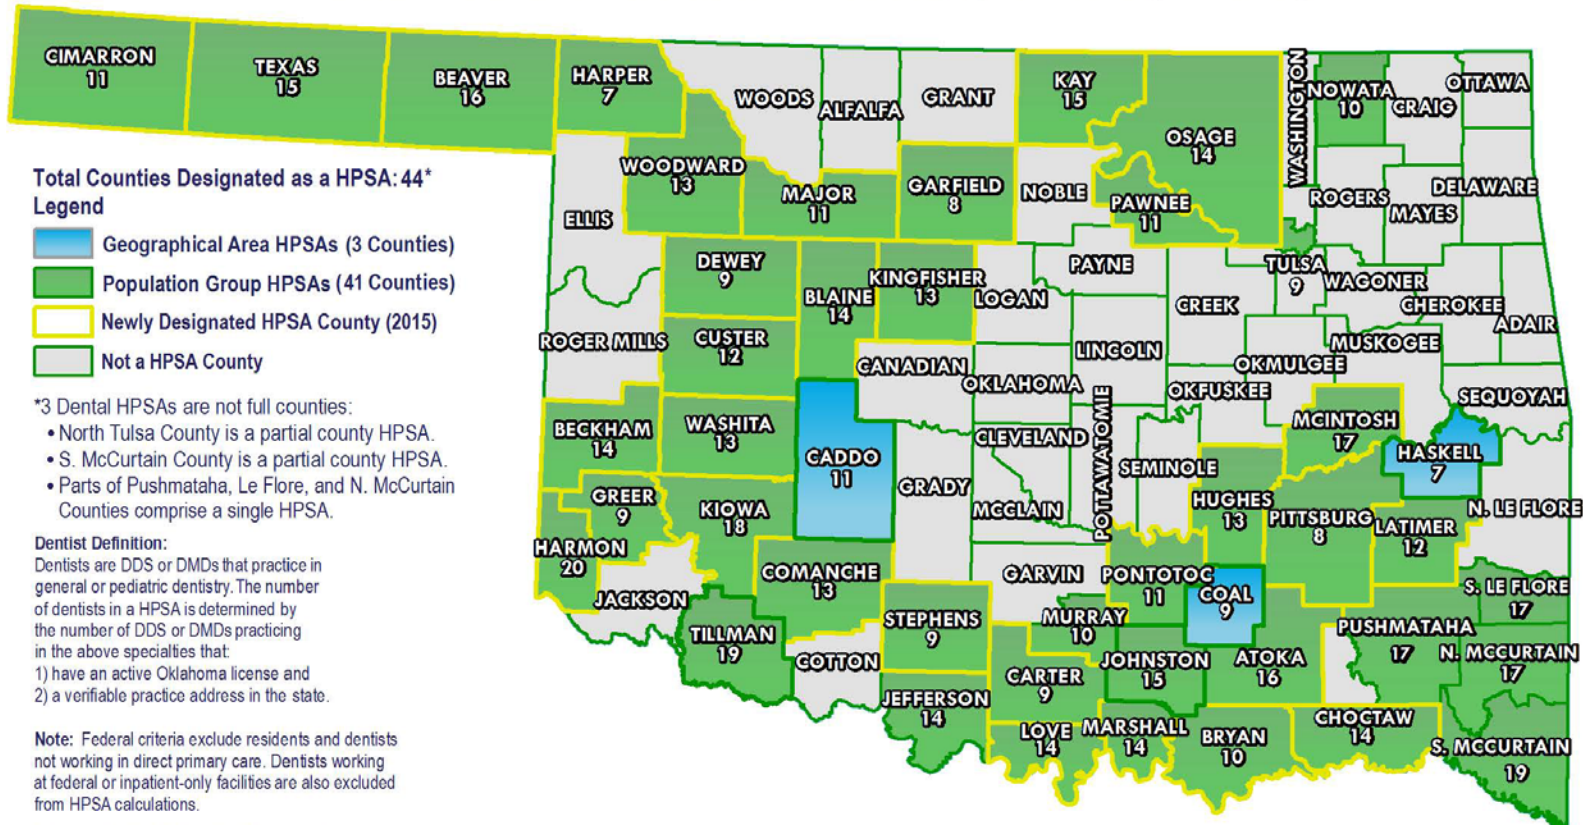 CIMARRON
11
TEXAS
15
BEAVER
16
HARPER
7
WOODS
ALFALFA
GRANT
KAY
15
OSAGE
14
WASHINGTON
NOWATA
10
CRAIG
OTTAWA
WOODWARD
13
MAJOR
11
GARFIELD
8
NOBLE
PAWNEE
11
ROGERS
MAYES
DELAWARE
ELLIS
DEWEY
9
BLAINE
14
KINGFISHER
13
LOGAN
PAYNE
TULSA
9
WAGONER
CREEK
CHEROKEE
ADAIR
ROGER MILLS
CUSTER
12
CANADIAN
OKLAHOMA
LINCOLN
OKMULGEE
MUSKOGEE
OKFUSKEE
SEQUOYAH
BECKHAM
14
WASHITA
13
CADDO
11
CLEVELAND
POTTAWATOME
SEMINOLE
MCINTOSH
17
HASKELL
7
GREER
9
KIOWA
18
GRADY
MCCLAIN
HUGHES
13
PITTSBURG
8
LATIMER
12
N. LE FLORE
HARMON
20
JACKSON
COMANCHE
13
GARVIN
PONTOTOC
11
COAL
9
S. LE FLORE
17
TILLMAN
19
COTTON
STEPHENS
9
MURRAY
10
JOHNSTON
15
ATOKA
16
PUSHMATAHA
17
N. MCCURTAIN
17
CARTER
9
JEFFERSON
14
LOVE
14
MARSHALL
14
BRYAN
10
CHOCTAW
14
S. MCCURTAIN
19
Total Counties Designated as a HPSA: 44*
Legend
Geographical Area HPSAs (3 Counties)
Population Group HPSAs (41 Counties)
Newly Designated HPSA County (2015)
Not a HPSA County
*3 Dental HPSAs are not full counties:
• North Tulsa County is a partial county HPSA.
• S. McCurtain County is a partial county HPSA.
• Parts of Pushmataha, Le Flore, and N. McCurtain
Counties comprise a single HPSA.
Dentist Definition:
Dentists are DDS or DMDs that practice in
general or pediatric dentistry. The number
of dentists in a HPSA is determined by
the number of DDS or DMDs practicing
in the above specialties that:
1) have an active Oklahoma license and
2) a verifiable practice address in the state.
Note: Federal criteria exclude residents and dentists
not working in direct primary care. Dentists working
at federal or inpatient-only facilities are also excluded
from HPSA calculations.